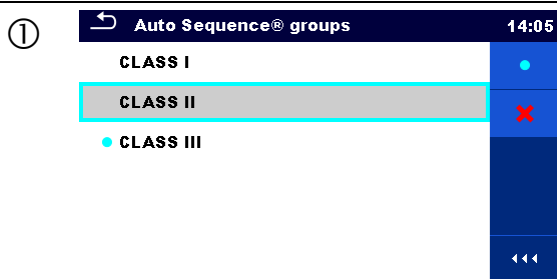 ①
Auto Sequence® groups 14:05
CLASS I
CLASS II
CLASS III